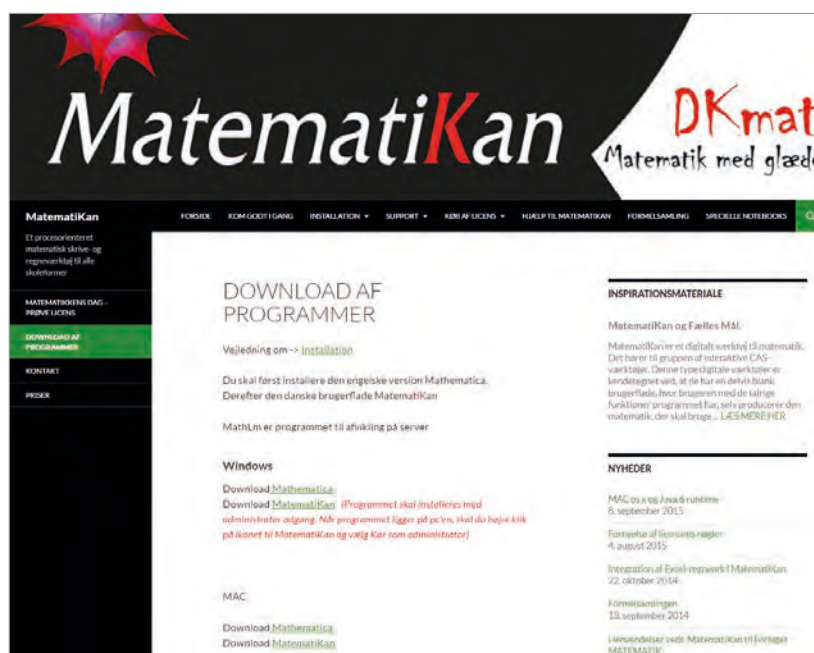 MatematiKan
DKmat
Matematik med glæde
MatematiKan
Et procesorienteret
matematisk skrive- og
regneværktøj til alle
skoleformer
MATEMATIKKENS DAG –
PRØVE LICENS
DOWNLOAD AF
PROGRAMMER
KONTAKT
PRISER
FORSIDE KOM GODT I GANG INSTALLATION SUPPORT KØB AF LICENS HJÆLP TIL MATEMATIKAN FORMELSAMLING SPECIELLE NOTEBOOKS
DOWNLOAD AF
PROGRAMMER
Vejledning om -> Installation
Du skal først installere den engelske version Mathematica.
Derefter den danske brugerflade MatematiKan
MathLm er programmet til afvikling på server
Windows
Download Mathematica
Download MatematiKan (Programmet skal installeres med
administrator adgang. Når programmet ligger på pc'en, skal du højre klik
på ikonet til MatematiKan og vælg Kør som administrator)
MAC
Download Mathematica
Download MatematiKan
INSPIRATIONSMATERIALE
MatematiKan og Fælles Mål.
MatematiKan er et digitalt værktøj til matematik.
Det hører til gruppen af interaktive CAS-
værktøjer. Denne type digitale værktøjer er
kendetegnet ved, at de har en delvis blank
brugerflade, hvor brugeren med de talrige
funktioner programmet har, selv producerer den
matematik, der skal bruge... LÆS MERE HER
NYHEDER
MAC os x og Java 6 runtime
6. september 2015
Fornyelse af licensens nøgler
4. august 2015
Integration af Excel-regneark i MatematiKan
22. oktober 2014
Formelsamlingen
13. september 2014
Henvendelser vedr. MatematiKan til Forlaget
MATEMATIK